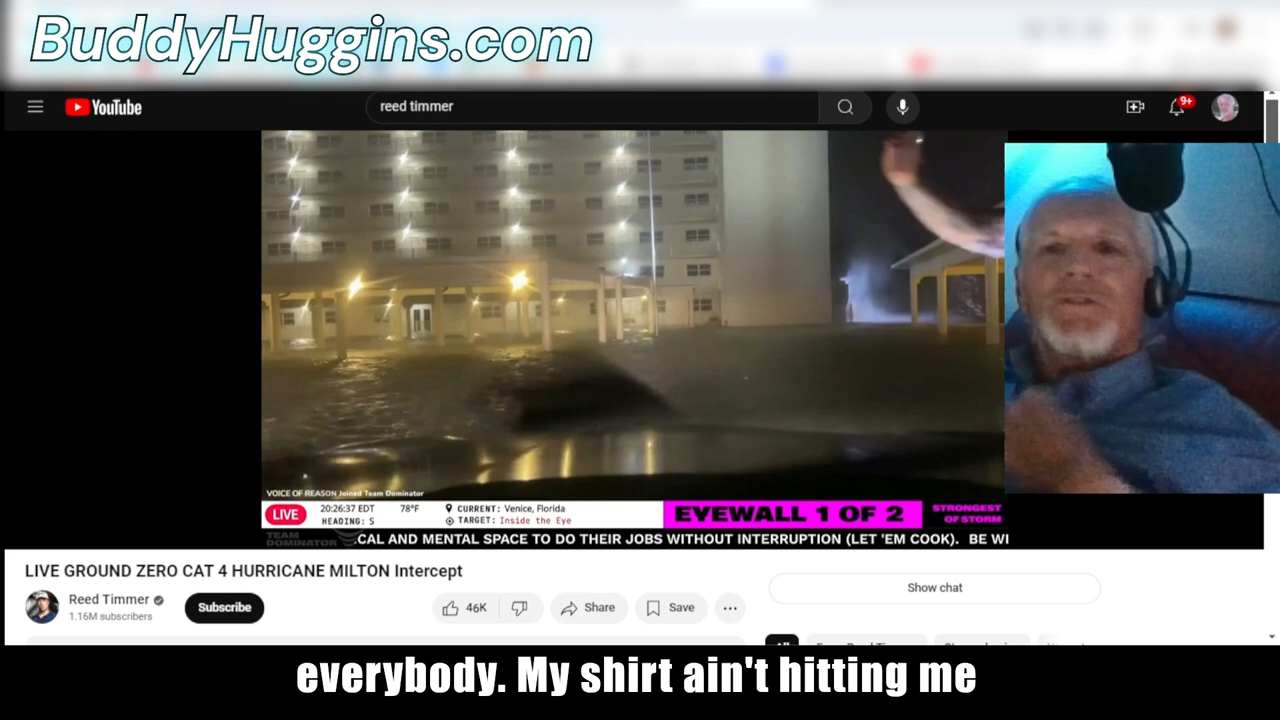 BuddyHuggins.com
YouTube
reed timmer
9+
VOICE OF REASON Joined Team Dominator
LIVE
20:26:37 EDT 78°F
HEADING: S
CURRENT: Venice, Florida
TARGET: Inside the Eye
EYEWALL 1 OF 2
STRONGEST
OF STORM
TEAM
DOMINATOR
.CAL AND MENTAL SPACE TO DO THEIR JOBS WITHOUT INTERRUPTION (LET 'EM COOK). BE WI
LIVE GROUND ZERO CAT 4 HURRICANE MILTON Intercept
Reed Timmer
1.16M subscribers
Subscribe
46K
Share
Save
Show chat
everybody. My shirt ain't hitting me